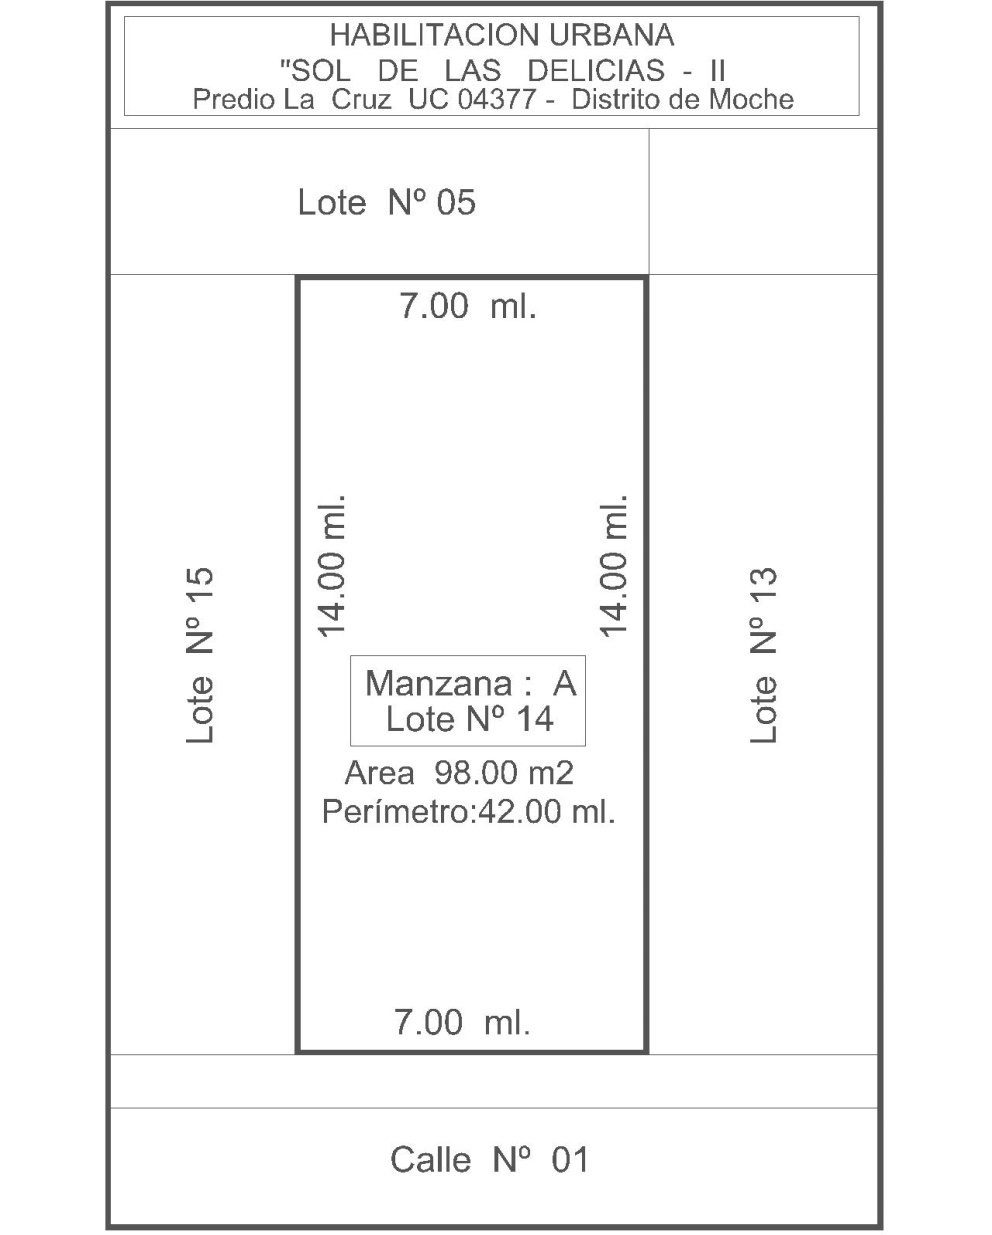 HABILITACION URBANA
"SOL DE LAS DELICIAS - II
Predio La Cruz UC 04377 - Distrito de Moche
Lote Nº 05
7.00 ml.
14.00 ml.
14.00 ml.
Lote Nº 15
Lote Nº 13
Manzana : A
Lote Nº 14
Area 98.00 m2
Perímetro:42.00 ml.
7.00 ml.
Calle Nº 01